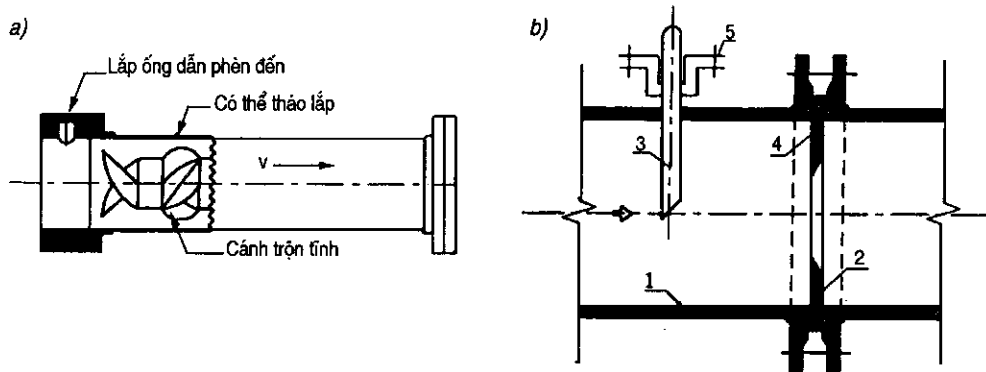 a)
Lắp ống dẫn phèn đến
Có thể tháo lắp
v
Cánh trộn tĩnh
b)
5
3
4
2
1